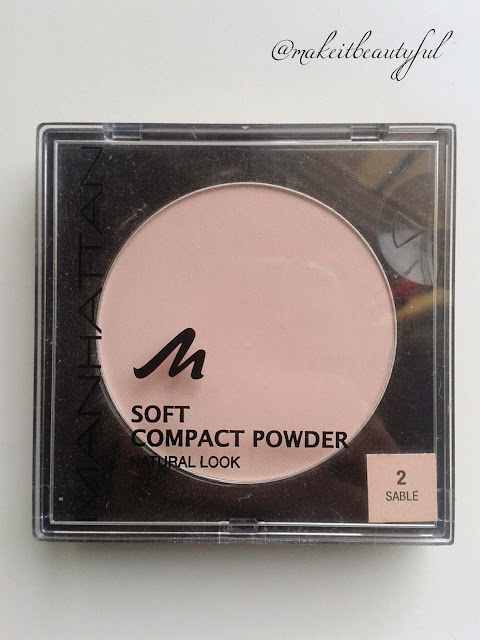 @makeitbeautyful
MANHATTAN
M
SOFT
COMPACT POWDER
NATURAL LOOK
2
SABLE